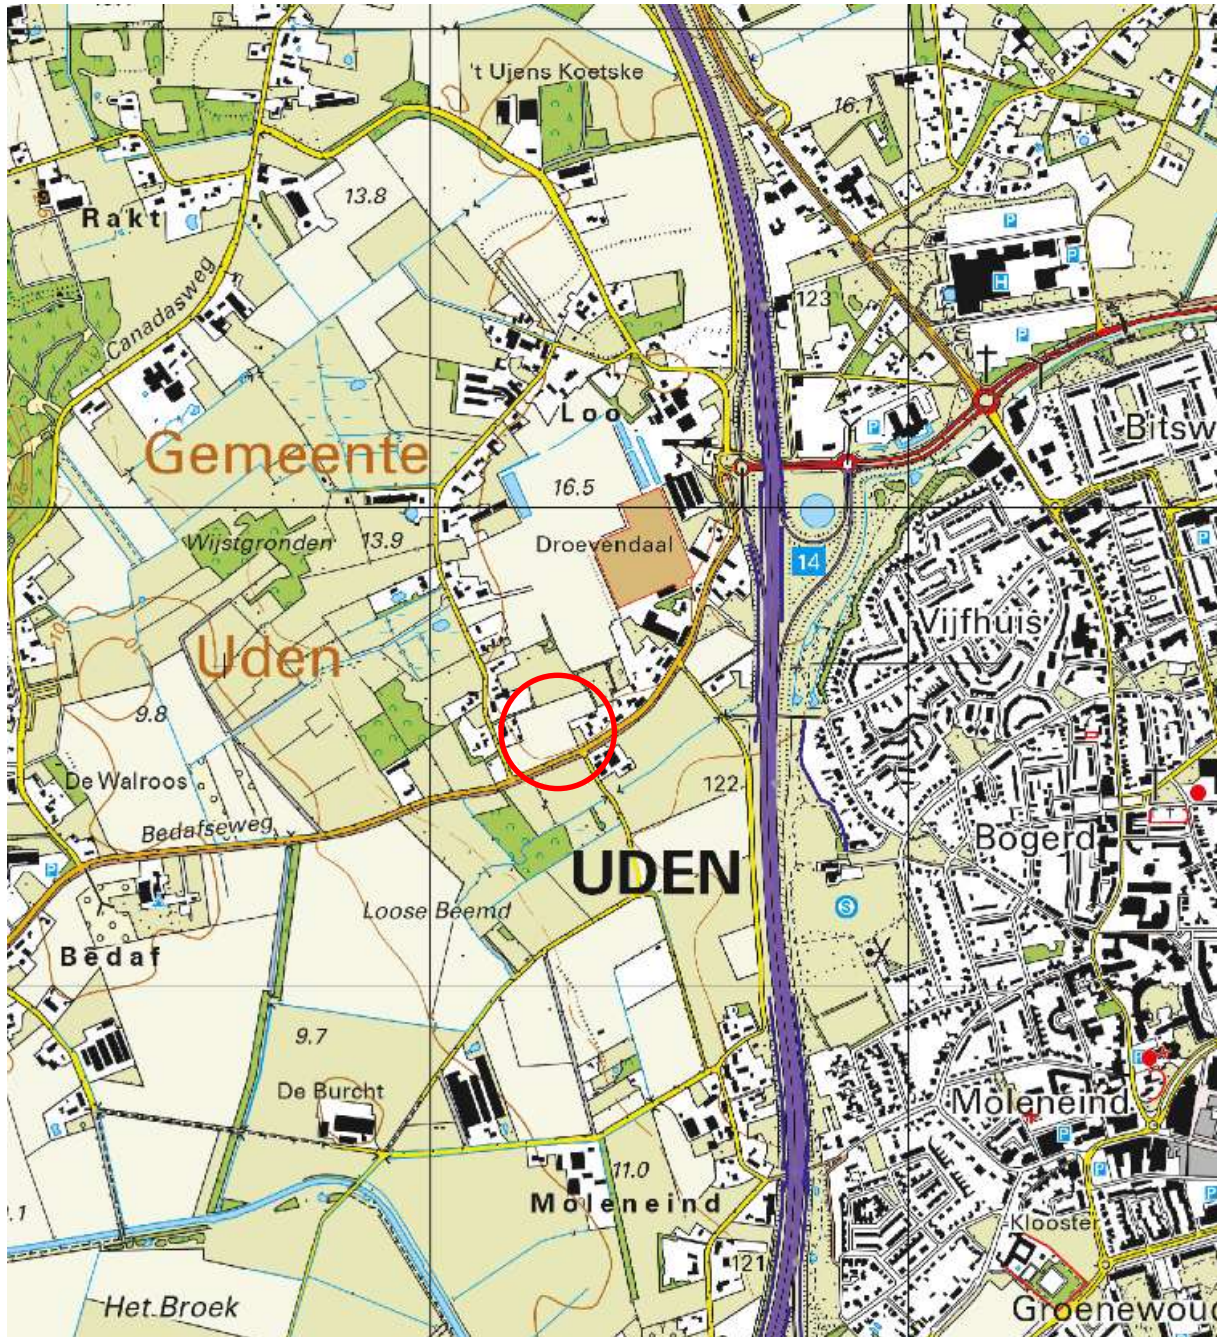 't Ujens Koetske
16.1
13.8
Rakt
P
P
H
123
Canadasweg
P
Loo
P
Bitsw
Gemeente
16.5
Wijstgronden
13.9
Droevendaal
P
14
Vijfhuis
Uden
9.8
De Walroos
122
Bedafseweg
Bogerd
P
UDEN
Loose Beemd
S
Bedaf
9.7
De Burcht
Moleneind
P
P
11.0
Moleneind
P
.1
Klooster
121
Het.Broek
Groenewoud